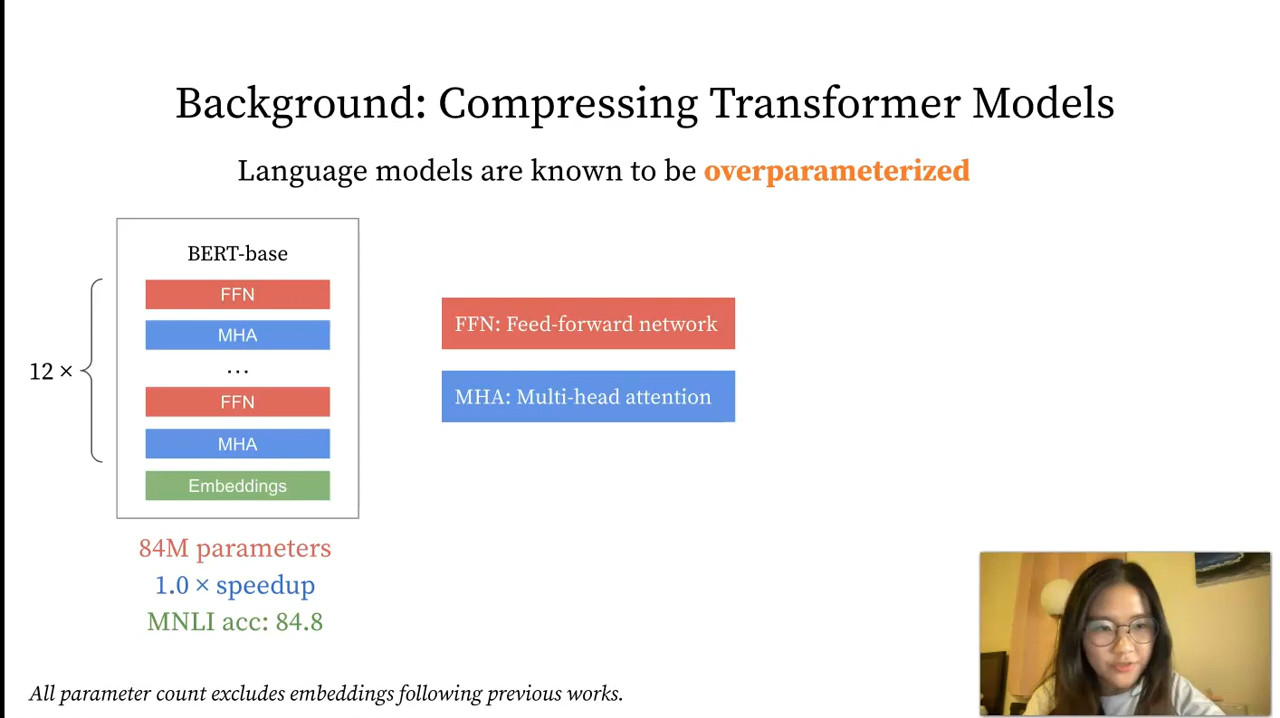 Background: Compressing Transformer Models
Language models are known to be overparameterized
BERT-base
FFN
MHA
...
FFN
MHA
Embeddings
12 ×
FFN: Feed-forward network
MHA: Multi-head attention
84M parameters
1.0 × speedup
MNLI acc: 84.8
All parameter count excludes embeddings following previous works.